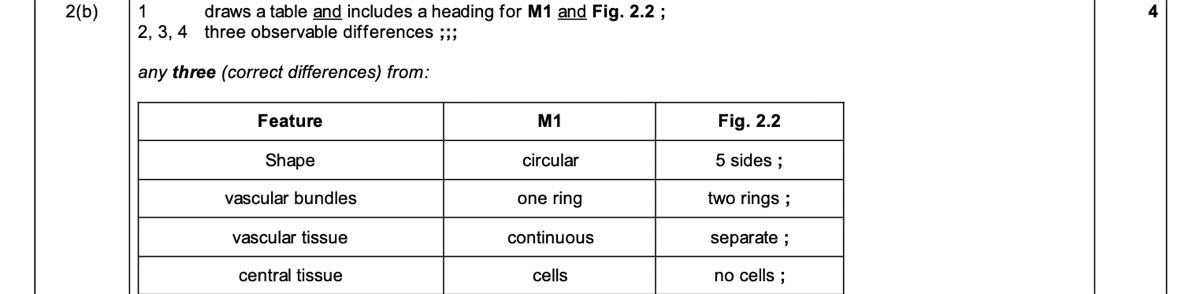 2(b)
1 draws a table and includes a heading for M1 and Fig. 2.2 ;
4
2, 3, 4 three observable differences ;;;
any three (correct differences) from:
Feature M1 Fig. 2.2
Shape circular 5 sides ;
vascular bundles one ring two rings ;
vascular tissue continuous separate ;
central tissue cells no cells ;